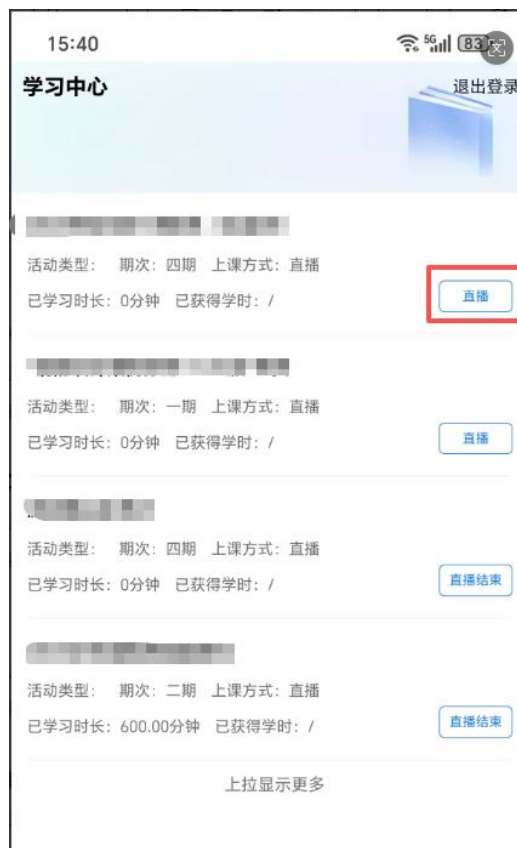 15:40
5G 83
学习中心
退出登录
活动类型： 期次：四期 上课方式：直播
已学习时长：0分钟 已获得学时：/
直播
活动类型： 期次：一期 上课方式：直播
已学习时长：0分钟 已获得学时：/
直播
活动类型： 期次：四期 上课方式：直播
已学习时长：0分钟 已获得学时：/
直播结束
活动类型： 期次：二期 上课方式：直播
已学习时长：600.00分钟 已获得学时：/
直播结束
上拉显示更多